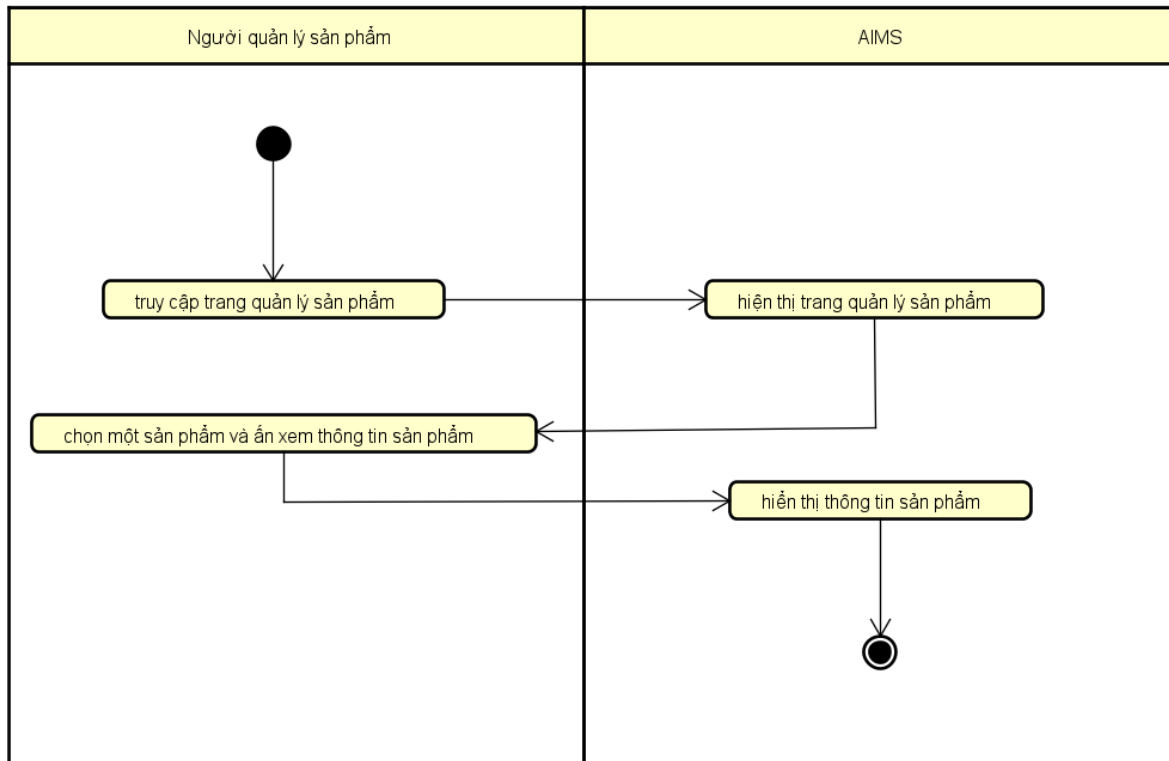 Người quản lý sản phẩm
AIMS
truy cập trang quản lý sản phẩm
hiện thị trang quản lý sản phẩm
chọn một sản phẩm và ấn xem thông tin sản phẩm
hiển thị thông tin sản phẩm